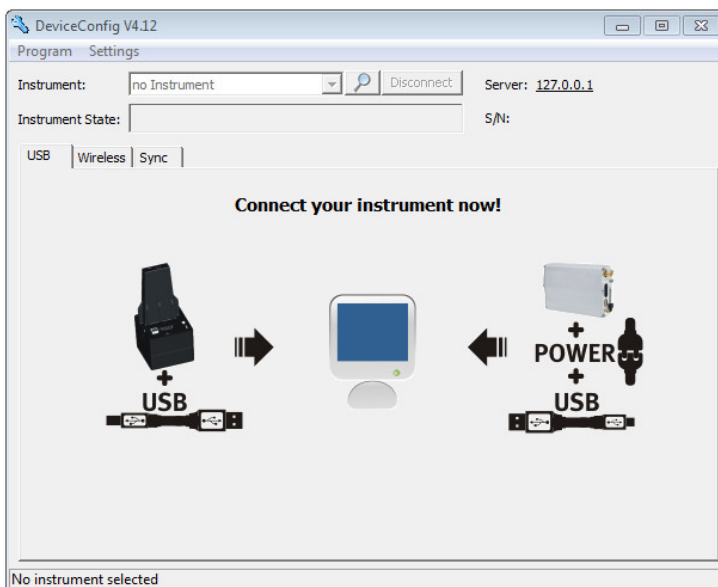 DeviceConfig V4.12
Program Settings
Instrument: no Instrument Disconnect Server: 127.0.0.1
Instrument State: S/N:
USB Wireless Sync
Connect your instrument now!
+
USB
+
POWER
+
USB
No instrument selected